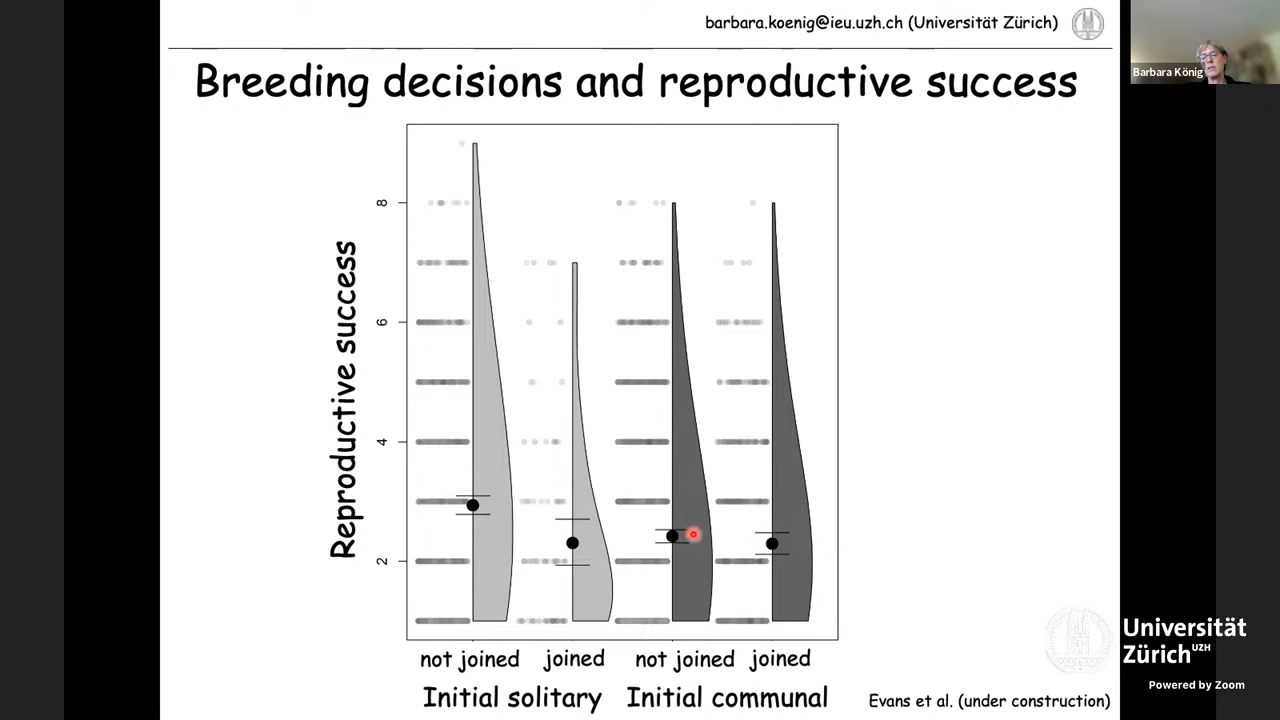 barbara.koenig@ieu.uzh.ch (Universität Zürich)
Barbara König
Breeding decisions and reproductive success
Reproductive success
8
6
4
2
not joined joined not joined joined
Initial solitary Initial communal
Evans et al. (under construction)
Universität
Zürich UZH
Powered by Zoom